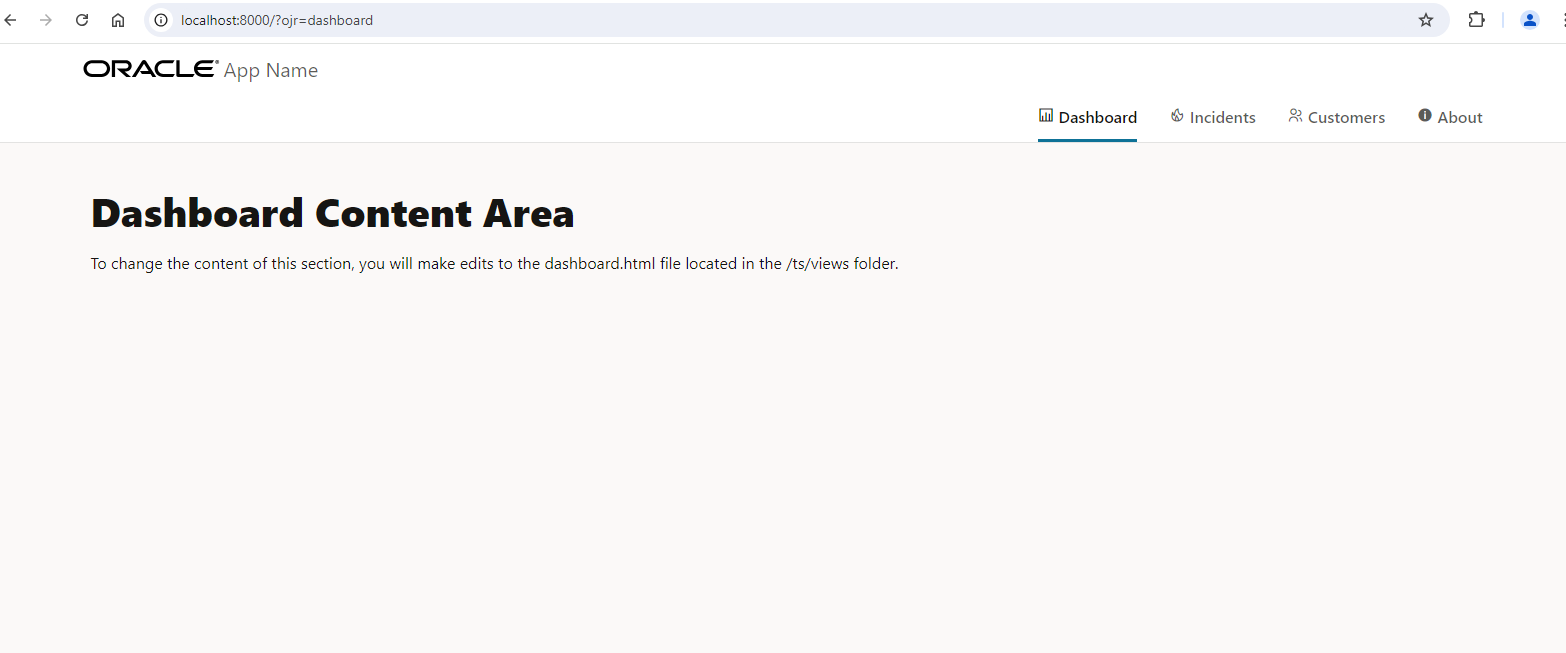 localhost:8000/?ojr=dashboard
ORACLE® App Name
Dashboard Incidents Customers About
Dashboard Content Area
To change the content of this section, you will make edits to the dashboard.html file located in the /ts/views folder.